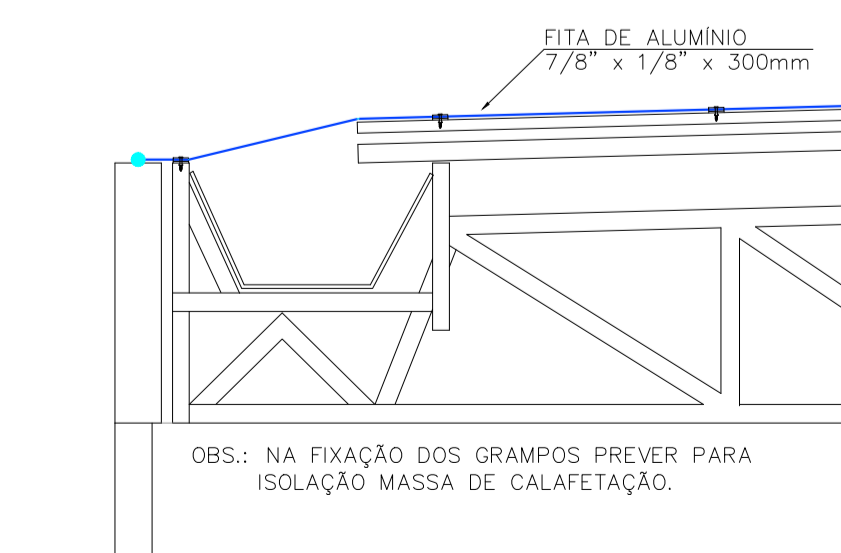 FITA DE ALUMÍNIO
7/8" x 1/8" x 300mm
OBS.: NA FIXAÇÃO DOS GRAMPOS PREVER PARA
ISOLAÇÃO MASSA DE CALAFETAÇÃO.